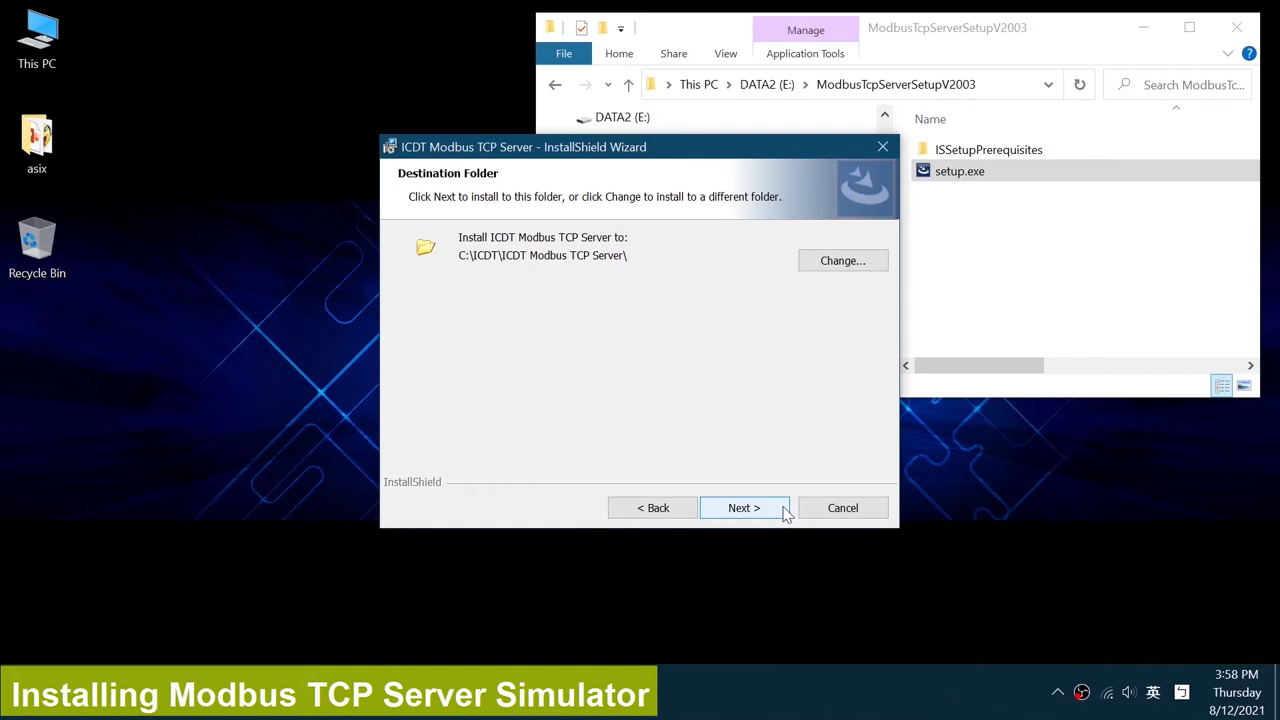 This PC
asix
Recycle Bin
Manage
ModbusTcpServerSetupV2003
File
Home
Share
View
Application Tools
This PC
DATA2 (E:)
ModbusTcpServerSetupV2003
Search ModbusTc...
DATA2 (E:)
Name
ISSetupPrerequisites
setup.exe
ICDT Modbus TCP Server - InstallShield Wizard
Destination Folder
Click Next to install to this folder, or click Change to install to a different folder.
Install ICDT Modbus TCP Server to:
C:\ICDT\ICDT Modbus TCP Server\
Change...
InstallShield
< Back
Next >
Cancel
Installing Modbus TCP Server Simulator
英
3:58 PM
Thursday
8/12/2021